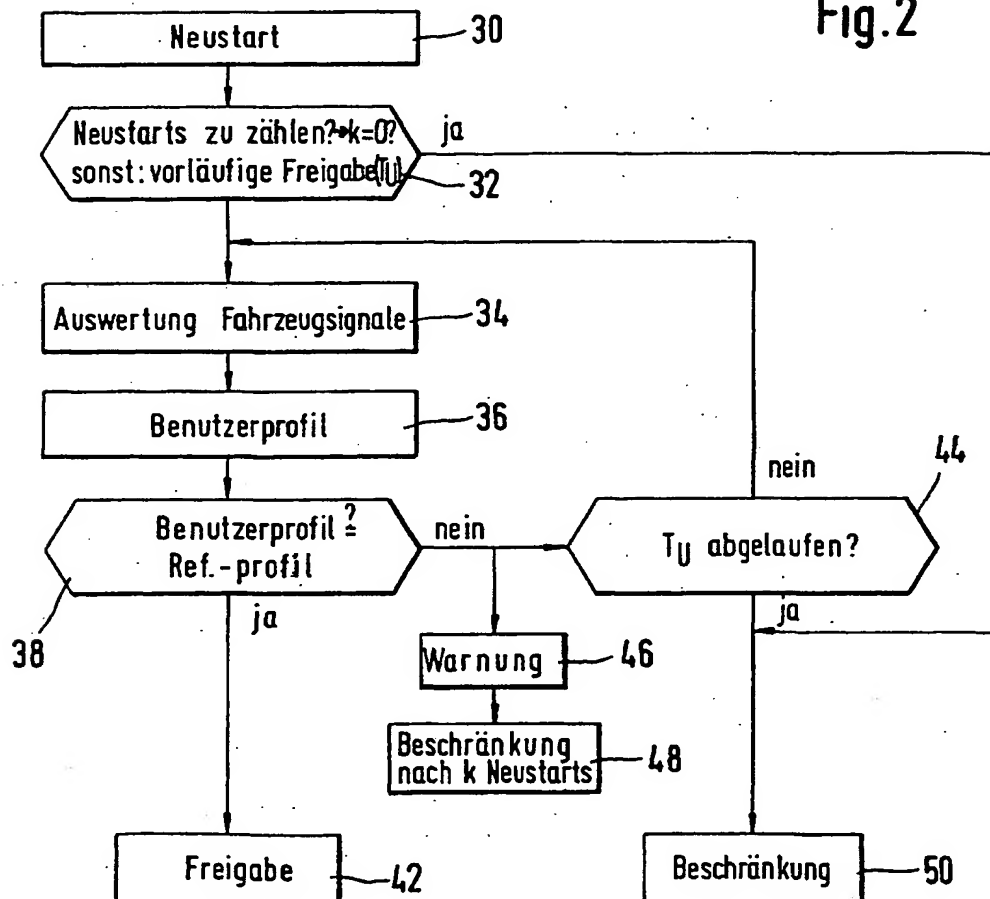 Fig.2
Neustart
30
Neustarts zu zählen?→k=0?
sonst: vorläufige Freigabe(TU)
ja
32
Auswertung Fahrzeugsignale
34
Benutzerprofil
36
Benutzerprofil ?=
Ref.-profil
38
nein
ja
TU abgelaufen?
44
nein
ja
Warnung
46
Beschränkung
nach k Neustarts
48
Freigabe
42
Beschränkung
50